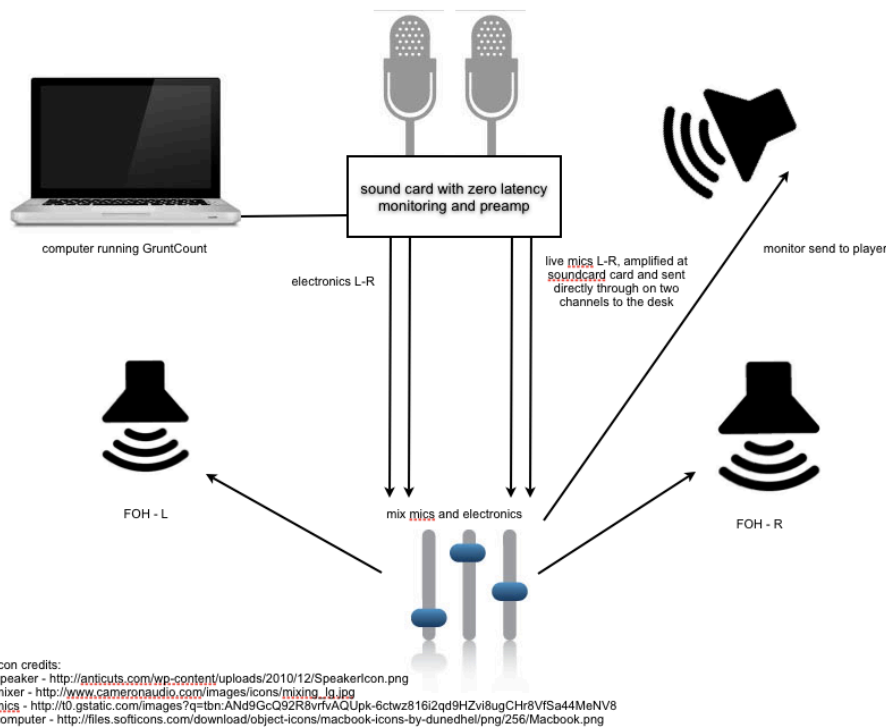 sound card with zero latency
monitoring and preamp
computer running GruntCount
electronics L-R
live mics L-R, amplified at
soundcard card and sent
directly through on two
channels to the desk
monitor send to player
FOH - L
mix mics and electronics
FOH - R
con credits:
peaker - http://anticuts.com/wp-content/uploads/2010/12/SpeakerIcon.png
mixer - http://www.cameronaudio.com/images/icons/mixing_lg.jpg
mics - http://t0.gstatic.com/images?q=tbn:ANd9GcQ92R8vrfvAQUpk-6ctwz816i2qd9HZvi8ugCHr8VfSa44MeNV8
omputer - http://files.softicons.com/download/object-icons/macbook-icons-by-dunedhel/png/256/Macbook.png